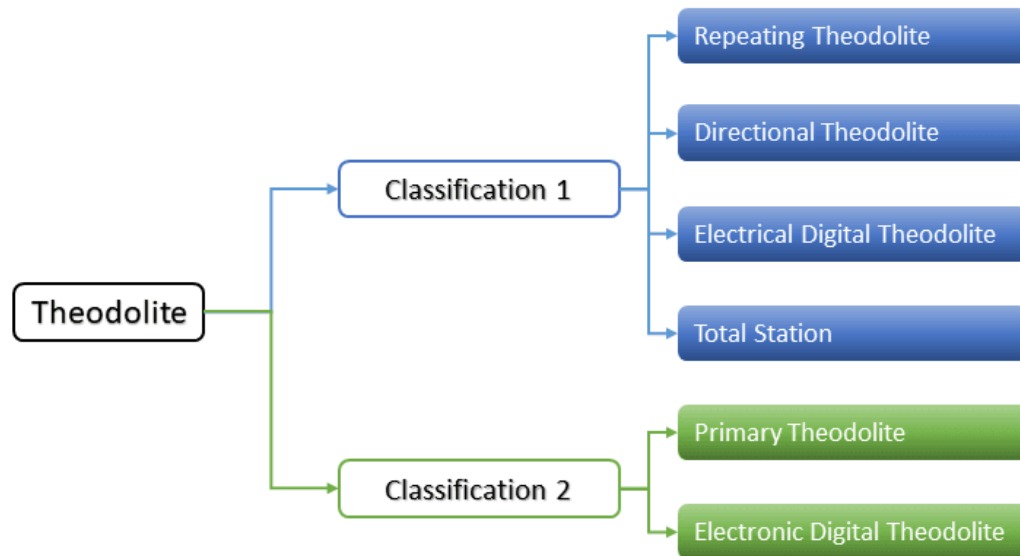 Theodolite
Classification 1
Repeating Theodolite
Directional Theodolite
Electrical Digital Theodolite
Total Station
Classification 2
Primary Theodolite
Electronic Digital Theodolite